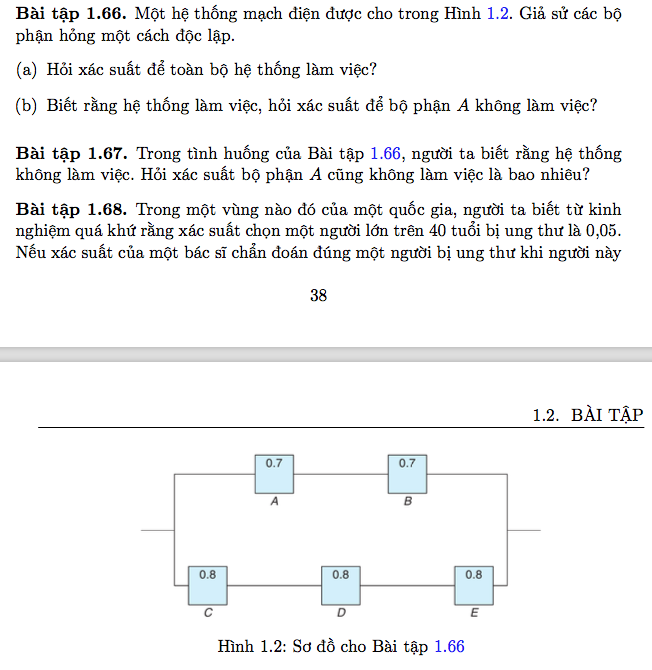 Bài tập 1.66. Một hệ thống mạch điện được cho trong Hình 1.2. Giả sử các bộ
phận hỏng một cách độc lập.
(a) Hỏi xác suất để toàn bộ hệ thống làm việc?
(b) Biết rằng hệ thống làm việc, hỏi xác suất để bộ phận A không làm việc?
Bài tập 1.67. Trong tình huống của Bài tập 1.66, người ta biết rằng hệ thống
không làm việc. Hỏi xác suất bộ phận A cũng không làm việc là bao nhiêu?
Bài tập 1.68. Trong một vùng nào đó của một quốc gia, người ta biết từ kinh
nghiệm quá khứ rằng xác suất chọn một người lớn trên 40 tuổi bị ung thư là 0,05.
Nếu xác suất của một bác sĩ chẩn đoán đúng một người bị ung thư khi người này
38
1.2. BÀI TẬP
0.7 0.7
A B
0.8 0.8 0.8
C D E
Hình 1.2: Sơ đồ cho Bài tập 1.66